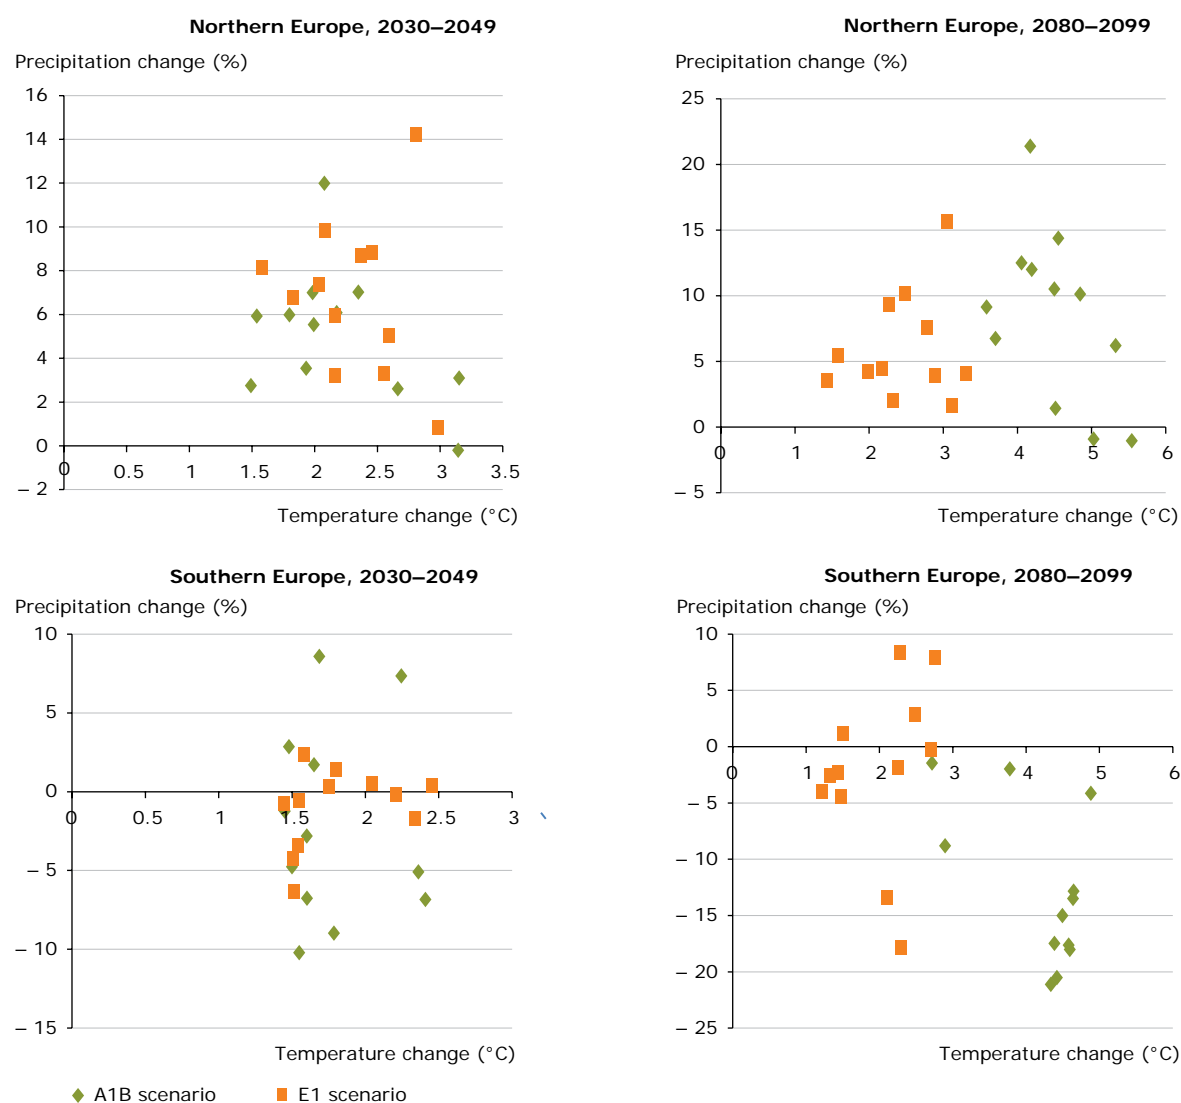 Northern Europe, 2030–2049
Precipitation change (%)
16
14
12
10
8
6
4
2
0
– 2
0 0.5 1 1.5 2 2.5 3 3.5
Temperature change (°C)
Northern Europe, 2080–2099
Precipitation change (%)
25
20
15
10
5
0
– 5
0 1 2 3 4 5 6
Temperature change (°C)
Southern Europe, 2030–2049
Precipitation change (%)
10
5
0
– 5
– 10
– 15
0 0.5 1 1.5 2 2.5 3
Temperature change (°C)
Southern Europe, 2080–2099
Precipitation change (%)
10
5
0
– 5
– 10
– 15
– 20
– 25
0 1 2 3 4 5 6
Temperature change (°C)
A1B scenario E1 scenario